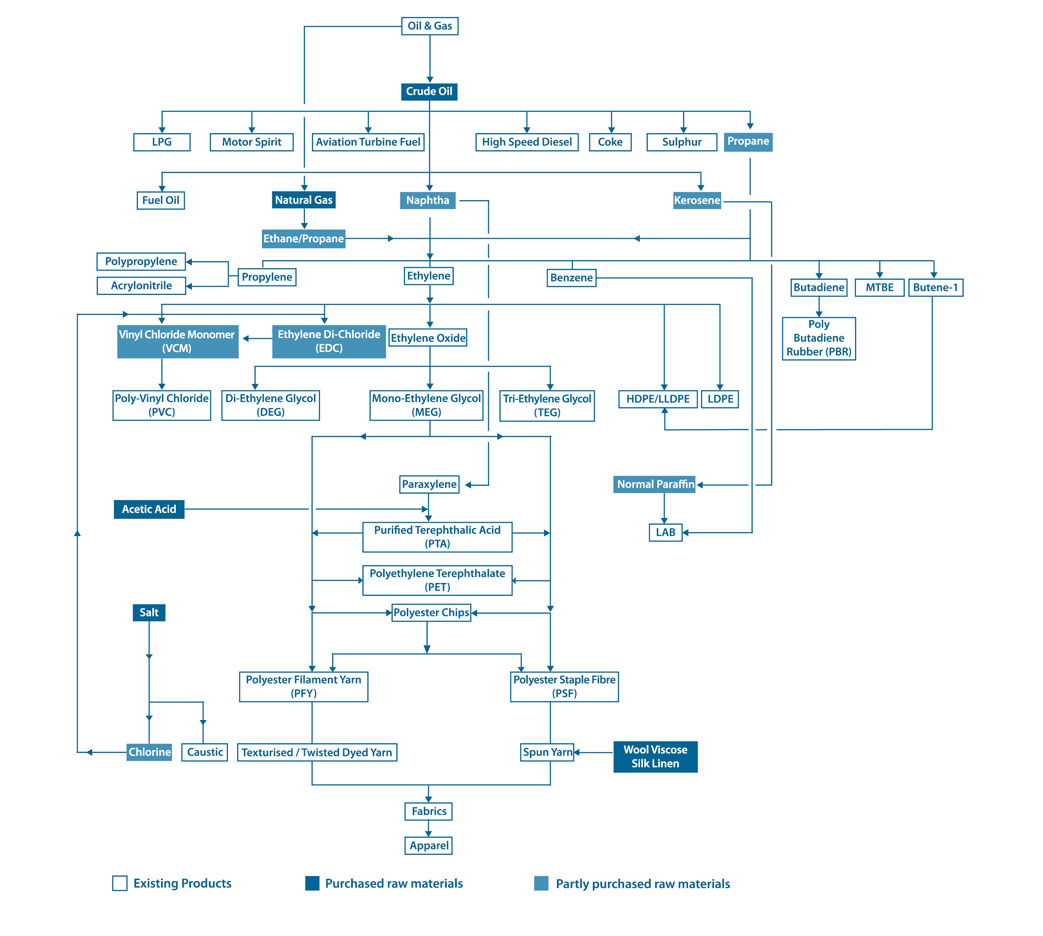 Oil & Gas
Crude Oil
LPG
Motor Spirit
Aviation Turbine Fuel
High Speed Diesel
Coke
Sulphur
Propane
Fuel Oil
Natural Gas
Naphtha
Kerosene
Ethane/Propane
Polypropylene
Acrylonitrile
Propylene
Ethylene
Benzene
Butadiene
MTBE
Butene-1
Vinyl Chloride Monomer
(VCM)
Ethylene Di-Chloride
(EDC)
Ethylene Oxide
Poly
Butadiene
Rubber (PBR)
Poly-Vinyl Chloride
(PVC)
Di-Ethylene Glycol
(DEG)
Mono-Ethylene Glycol
(MEG)
Tri-Ethylene Glycol
(TEG)
HDPE/LLDPE
LDPE
Paraxylene
Normal Paraffin
Acetic Acid
Purified Terephthalic Acid
(PTA)
LAB
Polyethylene Terephthalate
(PET)
Salt
Polyester Chips
Polyester Filament Yarn
(PFY)
Polyester Staple Fibre
(PSF)
Chlorine
Caustic
Texturised / Twisted Dyed Yarn
Spun Yarn
Wool Viscose
Silk Linen
Fabrics
Apparel
Existing Products
Purchased raw materials
Partly purchased raw materials